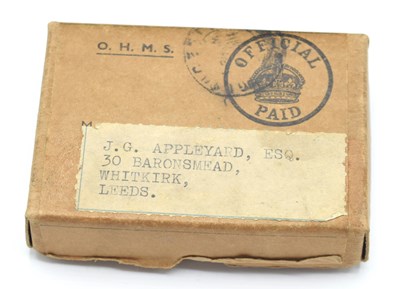 O. H. M. S.
OFFICIAL
PAID
M
J.G. APPLEYARD, ESQ.
30 BARONSMEAD,
WHITKIRK,
LEEDS.